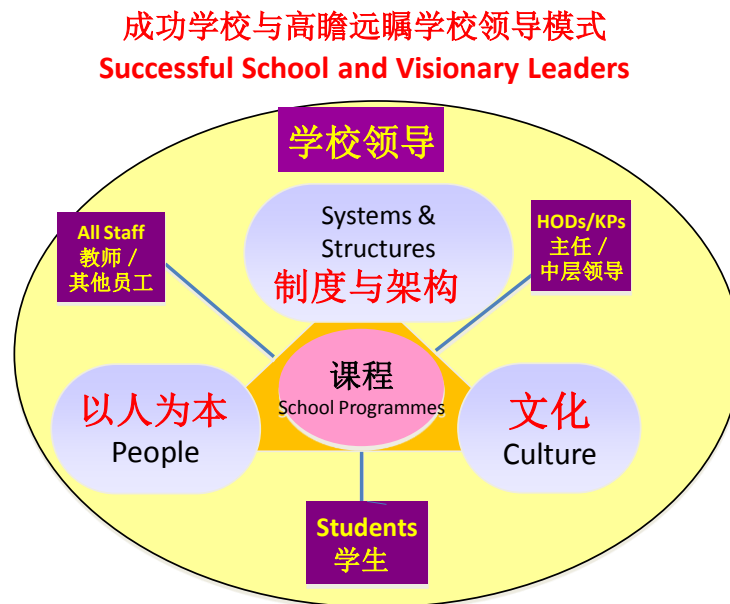 成功学校与高瞻远瞩学校领导模式
Successful School and Visionary Leaders
学校领导
All Staff
教师 /
其他员工
Systems &
Structures
制度与架构
HODs/KPs
主任 /
中层领导
课程
School Programmes
以人为本
People
文化
Culture
Students
学生